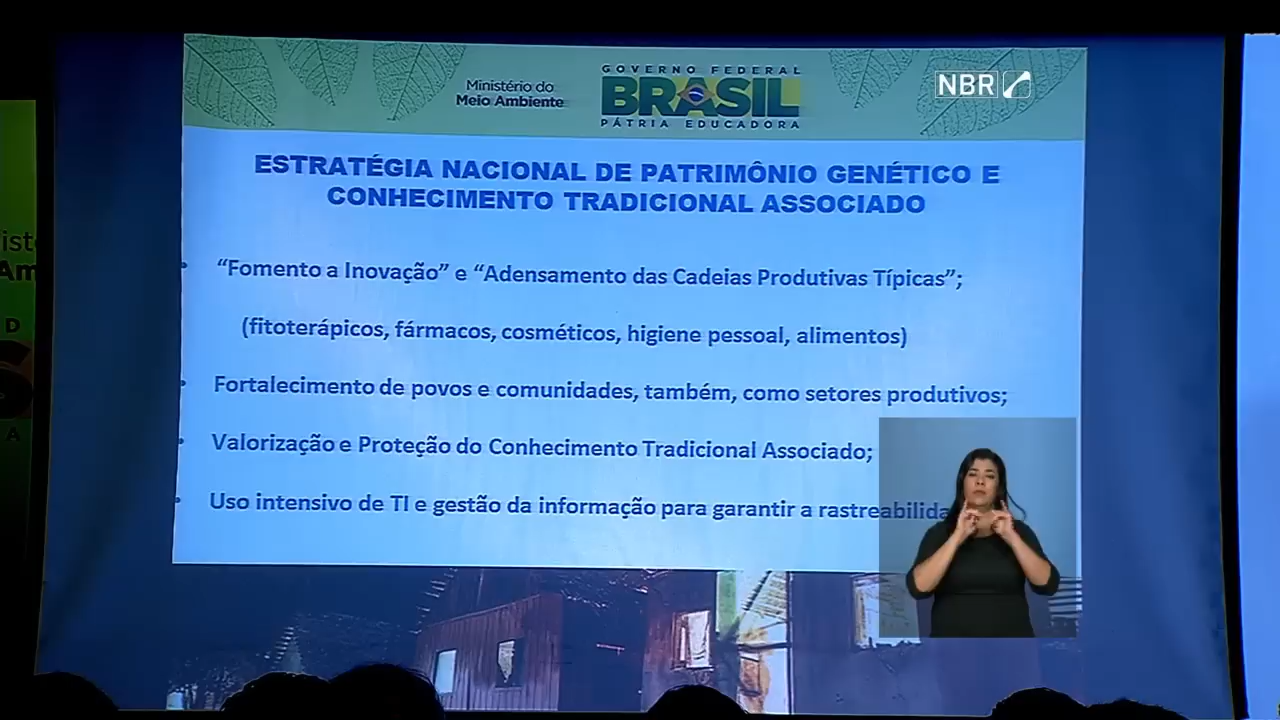 Ministério do
Meio Ambiente
GOVERNO FEDERAL
BRASIL
PÁTRIA EDUCADORA
NBR
ESTRATÉGIA NACIONAL DE PATRIMÔNIO GENÉTICO E
CONHECIMENTO TRADICIONAL ASSOCIADO
• “Fomento a Inovação” e “Adensamento das Cadeias Produtivas Típicas”;
(fitoterápicos, fármacos, cosméticos, higiene pessoal, alimentos)
• Fortalecimento de povos e comunidades, também, como setores produtivos;
• Valorização e Proteção do Conhecimento Tradicional Associado;
• Uso intensivo de TI e gestão da informação para garantir a